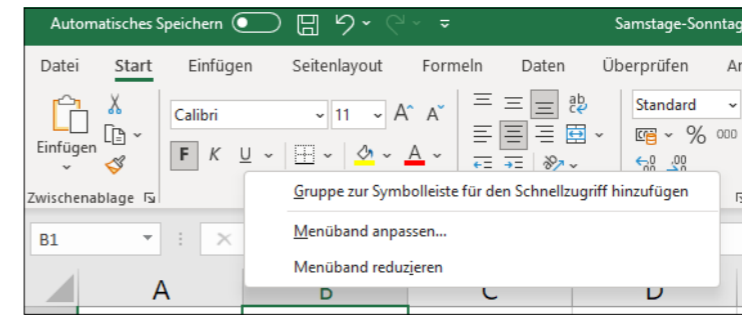 Automatisches Speichern Samstage-Sonntag
Datei Start Einfügen Seitenlayout Formeln Daten Überprüfen
Calibri 11 A A ab Standard
Einfügen F K U A % 000
Zwischenablage
Gruppe zur Symbolleiste für den Schnellzugriff hinzufügen
B1
Menüband anpassen...
Menüband reduzieren
A B C D